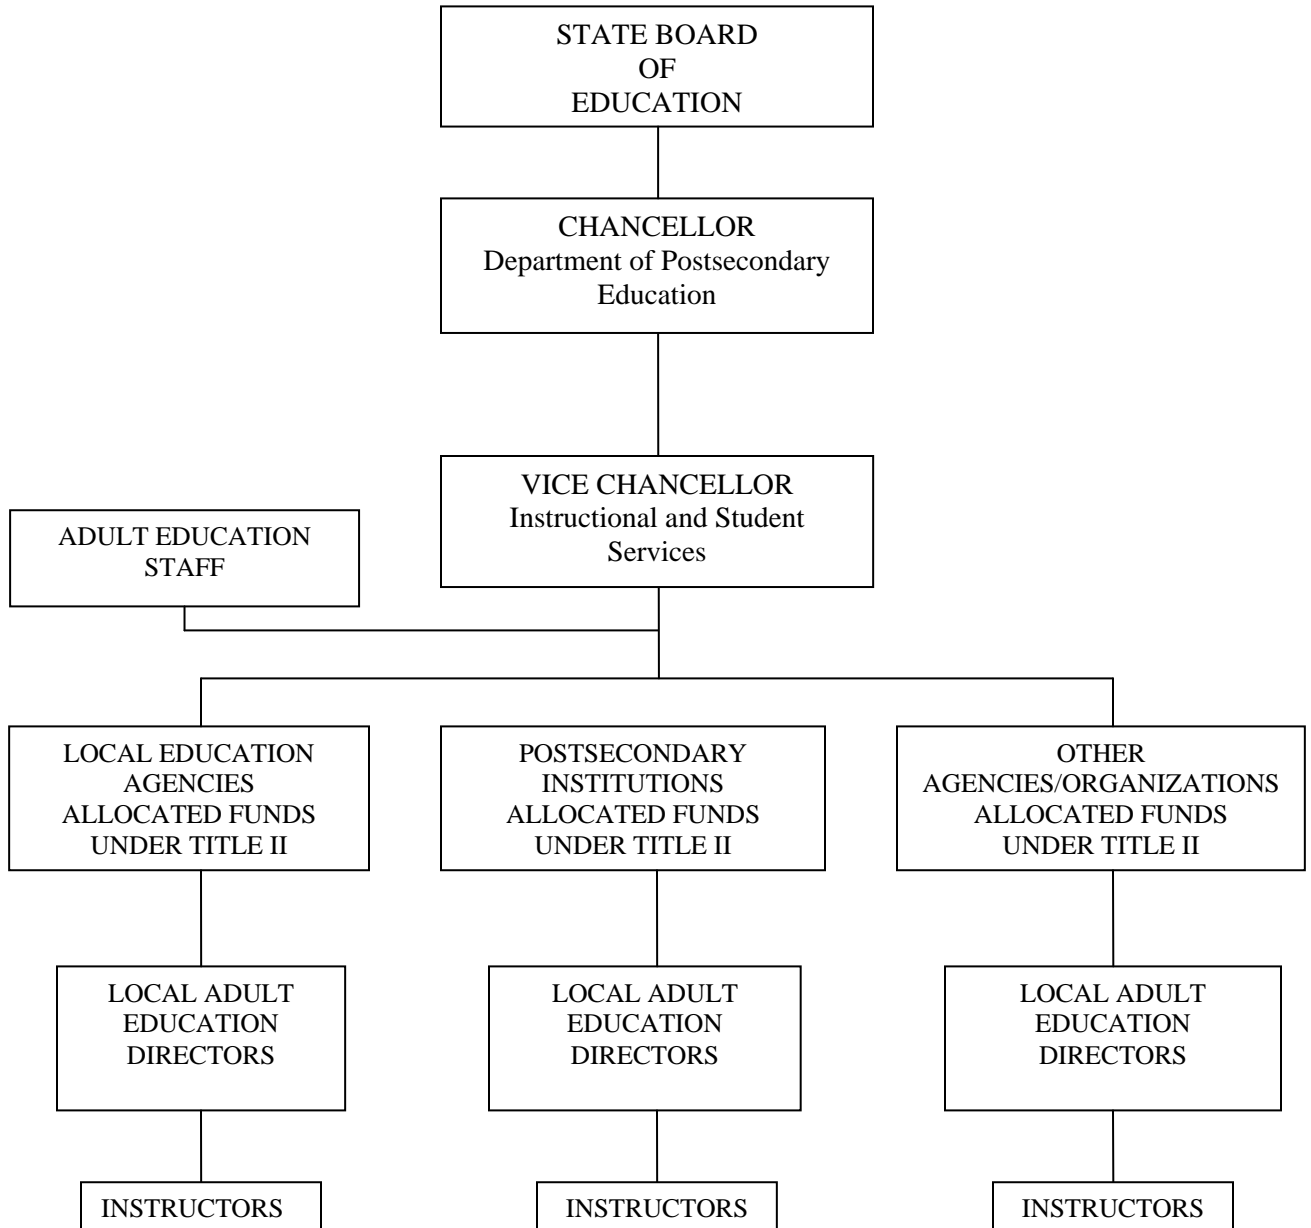 STATE BOARD
OF
EDUCATION
CHANCELLOR
Department of Postsecondary
Education
VICE CHANCELLOR
Instructional and Student
Services
ADULT EDUCATION
STAFF
LOCAL EDUCATION
AGENCIES
ALLOCATED FUNDS
UNDER TITLE II
POSTSECONDARY
INSTITUTIONS
ALLOCATED FUNDS
UNDER TITLE II
OTHER
AGENCIES/ORGANIZATIONS
ALLOCATED FUNDS
UNDER TITLE II
LOCAL ADULT
EDUCATION
DIRECTORS
LOCAL ADULT
EDUCATION
DIRECTORS
LOCAL ADULT
EDUCATION
DIRECTORS
INSTRUCTORS
INSTRUCTORS
INSTRUCTORS